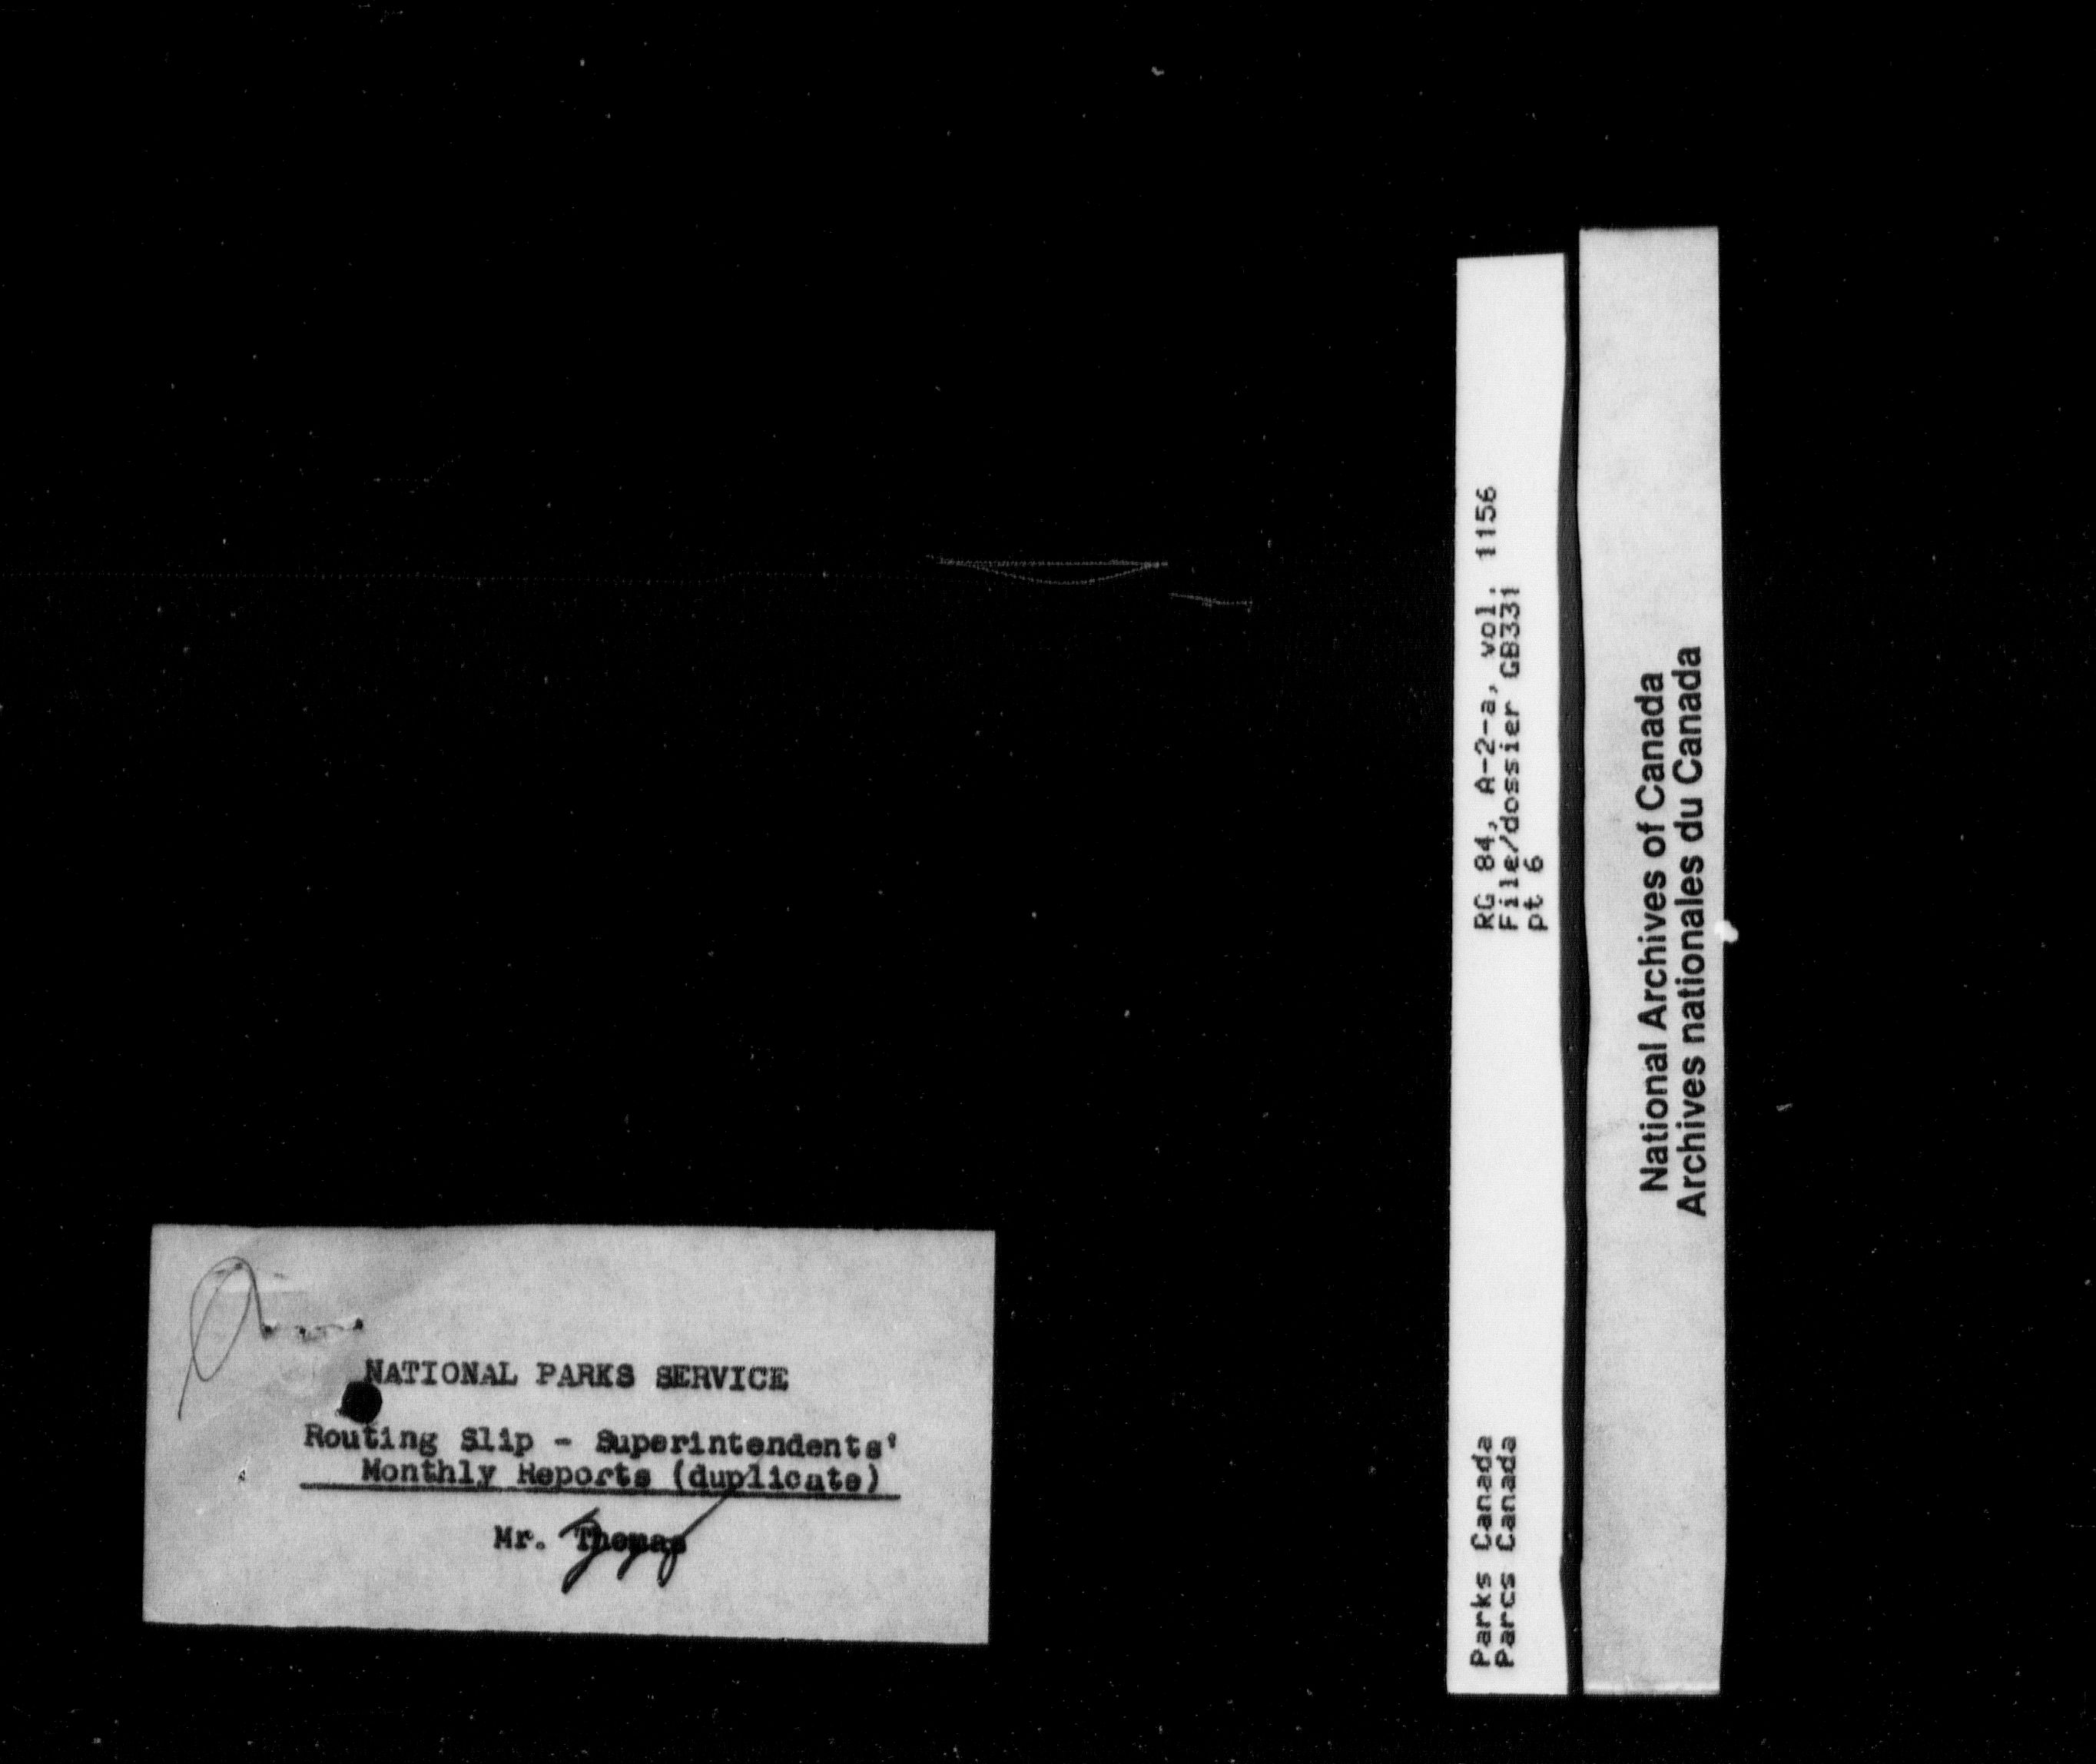 NATIONAL PARKS SERVICE
Routing Slip - Superintendents'
Monthly Reports (duplicate)
Mr. Thomas
Parks Canada
Parcs Canada
RG 84, A-2-a, vol. 1156
File/dossier GB331
pt 6
National Archives of Canada
Archives nationales du Canada